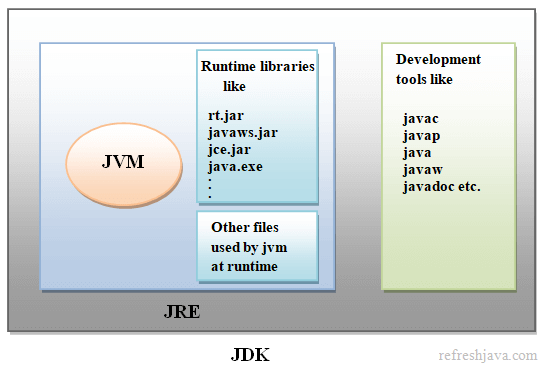 JVM
Runtime libraries
like
rt.jar
javaws.jar
jce.jar
java.exe
.
.
.
Other files
used by jvm
at runtime
JRE
Development
tools like
javac
javap
java
javaw
javadoc etc.
JDK
refreshjava.com